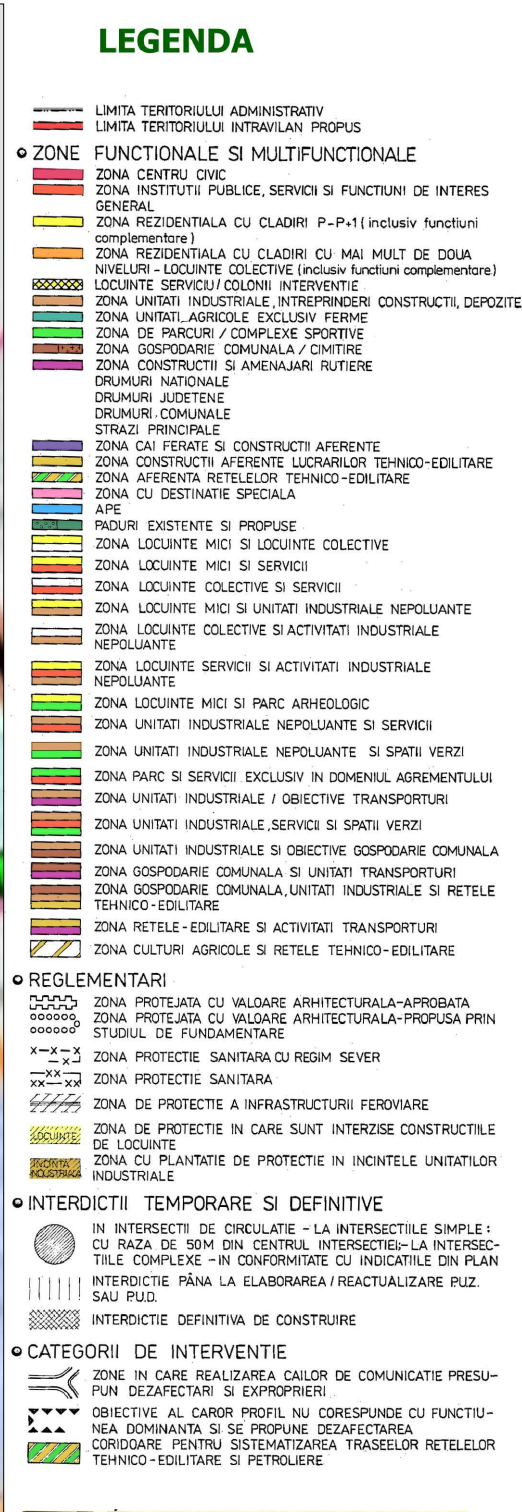 LEGENDA
LIMITA TERITORIULUI ADMINISTRATIV
LIMITA TERITORIULUI INTRAVILAN PROPUS
ZONE FUNCTIONALE SI MULTIFUNCTIONALE
ZONA CENTRU CIVIC
ZONA INSTITUTII PUBLICE, SERVICII SI FUNCTIUNI DE INTERES
GENERAL
ZONA REZIDENTIALA CU CLADIRI P-P+1 (inclusiv functiuni
complementare)
ZONA REZIDENTIALA CU CLADIRI CU MAI MULT DE DOUA
NIVELURI - LOCUINTE COLECTIVE (inclusiv functiuni complementare)
LOCUINTE SERVICIU / COLONII INTERVENTIE
ZONA UNITATI INDUSTRIALE, INTREPRINDERI CONSTRUCTII, DEPOZITE
ZONA UNITATI AGRICOLE EXCLUSIV FERME
ZONA DE PARCURI / COMPLEXE SPORTIVE
ZONA GOSPODARIE COMUNALA / CIMITIRE
ZONA CONSTRUCTII SI AMENAJARI RUTIERE
DRUMURI NATIONALE
DRUMURI JUDETENE
DRUMURI COMUNALE
STRAZI PRINCIPALE
ZONA CAI FERATE SI CONSTRUCTII AFERENTE
ZONA CONSTRUCTII AFERENTE LUCRARILOR TEHNICO-EDILITARE
ZONA AFERENTA RETELELOR TEHNICO-EDILITARE
ZONA CU DESTINATIE SPECIALA
APE
PADURI EXISTENTE SI PROPUSE
ZONA LOCUINTE MICI SI LOCUINTE COLECTIVE
ZONA LOCUINTE MICI SI SERVICII
ZONA LOCUINTE COLECTIVE SI SERVICII
ZONA LOCUINTE MICI SI UNITATI INDUSTRIALE NEPOLUANTE
ZONA LOCUINTE COLECTIVE SI ACTIVITATI INDUSTRIALE
NEPOLUANTE
ZONA LOCUINTE SERVICII SI ACTIVITATI INDUSTRIALE
NEPOLUANTE
ZONA LOCUINTE MICI SI PARC ARHEOLOGIC
ZONA UNITATI INDUSTRIALE NEPOLUANTE SI SERVICII
ZONA UNITATI INDUSTRIALE NEPOLUANTE SI SPATII VERZI
ZONA PARC SI SERVICII EXCLUSIV IN DOMENIUL AGREMENTULUI
ZONA UNITATI INDUSTRIALE / OBIECTIVE TRANSPORTURI
ZONA UNITATI INDUSTRIALE, SERVICII SI SPATII VERZI
ZONA UNITATI INDUSTRIALE SI OBIECTIVE GOSPODARIE COMUNALA
ZONA GOSPODARIE COMUNALA SI UNITATI TRANSPORTURI
ZONA GOSPODARIE COMUNALA, UNITATI INDUSTRIALE SI RETELE
TEHNICO-EDILITARE
ZONA RETELE-EDILITARE SI ACTIVITATI TRANSPORTURI
ZONA CULTURI AGRICOLE SI RETELE TEHNICO-EDILITARE
REGLEMENTARI
ZONA PROTEJATA CU VALOARE ARHITECTURALA-APROBATA
ZONA PROTEJATA CU VALOARE ARHITECTURALA-PROPUSA PRIN
STUDIUL DE FUNDAMENTARE
ZONA PROTECTIE SANITARA CU REGIM SEVER
ZONA PROTECTIE SANITARA
ZONA DE PROTECTIE A INFRASTRUCTURII FEROVIARE
LOCUINTE ZONA DE PROTECTIE IN CARE SUNT INTERZISE CONSTRUCTIILE
DE LOCUINTE
INCINTA INDUSTRIALA ZONA CU PLANTATIE DE PROTECTIE IN INCINTELE UNITATILOR
INDUSTRIALE
INTERDICTII TEMPORARE SI DEFINITIVE
IN INTERSECTII DE CIRCULATIE - LA INTERSECTIILE SIMPLE :
CU RAZA DE 50M DIN CENTRUL INTERSECTIEI;- LA INTERSEC-
TIILE COMPLEXE - IN CONFORMITATE CU INDICATIILE DIN PLAN
INTERDICTIE PÂNA LA ELABORAREA / REACTUALIZARE P.U.Z.
SAU P.U.D.
INTERDICTIE DEFINITIVA DE CONSTRUIRE
CATEGORII DE INTERVENTIE
ZONE IN CARE REALIZAREA CAILOR DE COMUNICATIE PRESU-
PUN DEZAFECTARI SI EXPROPRIERI
OBIECTIVE AL CAROR PROFIL NU CORESPUNDE CU FUNCTIU-
NEA DOMINANTA SI SE PROPUNE DEZAFECTAREA
CORIDOARE PENTRU SISTEMATIZAREA TRASEELOR RETELELOR
TEHNICO-EDILITARE SI PETROLIERE